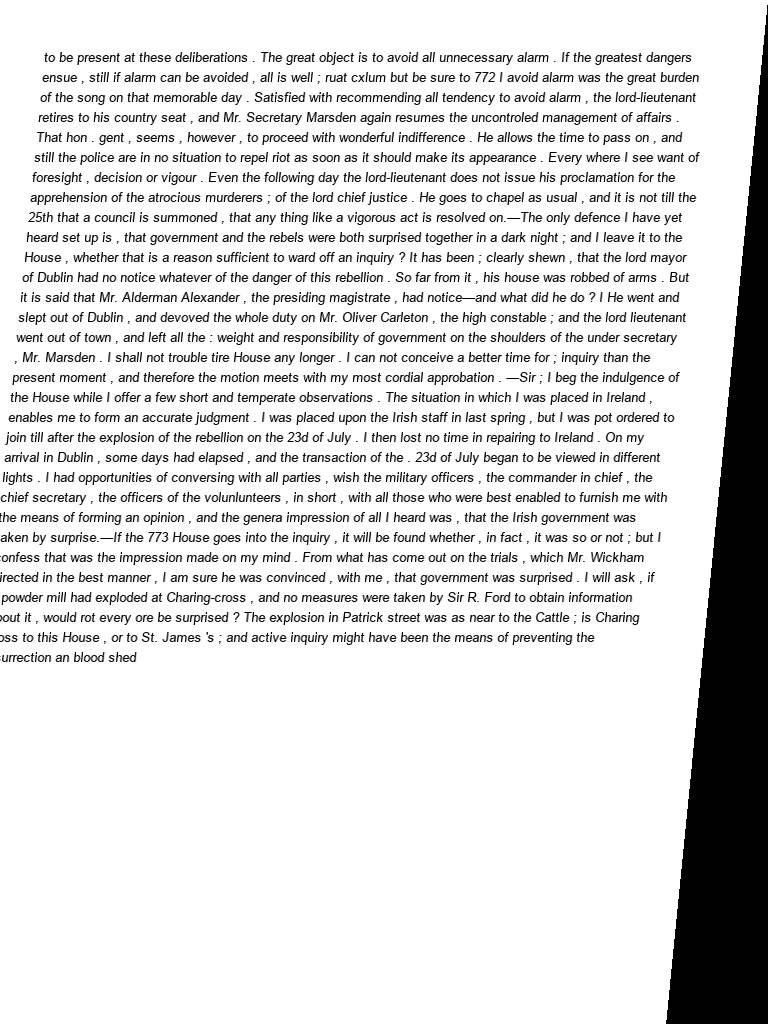 to be present at these deliberations . The great object is to avoid all unnecessary alarm . If the greatest dangers
ensue , still if alarm can be avoided , all is well ; ruat cxlum but be sure to 772 I avoid alarm was the great burden
of the song on that memorable day . Satisfied with recommending all tendency to avoid alarm , the lord-lieutenant
retires to his country seat , and Mr. Secretary Marsden again resumes the uncontroled management of affairs .
That hon . gent , seems , however , to proceed with wonderful indifference . He allows the time to pass on , and
still the police are in no situation to repel riot as soon as it should make its appearance . Every where I see want of
foresight , decision or vigour . Even the following day the lord-lieutenant does not issue his proclamation for the
apprehension of the atrocious murderers ; of the lord chief justice . He goes to chapel as usual , and it is not till the
25th that a council is summoned , that any thing like a vigorous act is resolved on.—The only defence I have yet
heard set up is , that government and the rebels were both surprised together in a dark night ; and I leave it to the
House , whether that is a reason sufficient to ward off an inquiry ? It has been ; clearly shewn , that the lord mayor
of Dublin had no notice whatever of the danger of this rebellion . So far from it , his house was robbed of arms . But
it is said that Mr. Alderman Alexander , the presiding magistrate , had notice—and what did he do ? I He went and
slept out of Dublin , and devoved the whole duty on Mr. Oliver Carleton , the high constable ; and the lord lieutenant
went out of town , and left all the : weight and responsibility of government on the shoulders of the under secretary
, Mr. Marsden . I shall not trouble tire House any longer . I can not conceive a better time for ; inquiry than the
present moment , and therefore the motion meets with my most cordial approbation . —Sir ; I beg the indulgence of
the House while I offer a few short and temperate observations . The situation in which I was placed in Ireland ,
enables me to form an accurate judgment . I was placed upon the Irish staff in last spring , but I was pot ordered to
join till after the explosion of the rebellion on the 23d of July . I then lost no time in repairing to Ireland . On my
arrival in Dublin , some days had elapsed , and the transaction of the . 23d of July began to be viewed in different
lights . I had opportunities of conversing with all parties , wish the military officers , the commander in chief , the
chief secretary , the officers of the volunlunteers , in short , with all those who were best enabled to furnish me with
the means of forming an opinion , and the genera impression of all I heard was , that the Irish government was
aken by surprise.—If the 773 House goes into the inquiry , it will be found whether , in fact , it was so or not ; but I
confess that was the impression made on my mind . From what has come out on the trials , which Mr. Wickham
irected in the best manner , I am sure he was convinced , with me , that government was surprised . I will ask , if
powder mill had exploded at Charing-cross , and no measures were taken by Sir R. Ford to obtain information
out it , would rot every ore be surprised ? The explosion in Patrick street was as near to the Cattle ; is Charing
oss to this House , or to St. James 's ; and active inquiry might have been the means of preventing the
surrection an blood shed